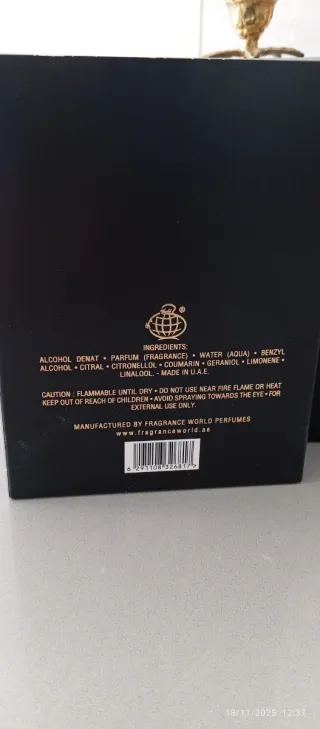 ®
INGREDIENTS:
ALCOHOL DENAT • PARFUM (FRAGRANCE) • WATER (AQUA) • BENZYL
ALCOHOL • CITRAL • CITRONELLOL • COUMARIN • GERANIOL • LIMONENE •
LINALOOL. - MADE IN U.A.E.
CAUTION : FLAMMABLE UNTIL DRY • DO NOT USE NEAR FIRE FLAME OR HEAT
KEEP OUT OF REACH OF CHILDREN • AVOID SPRAYING TOWARDS THE EYE • FOR
EXTERNAL USE ONLY.
MANUFACTURED BY FRAGRANCE WORLD PERFUMES
www.fragranceworld.ae
6 291108 326817
18/11/2025 12:37